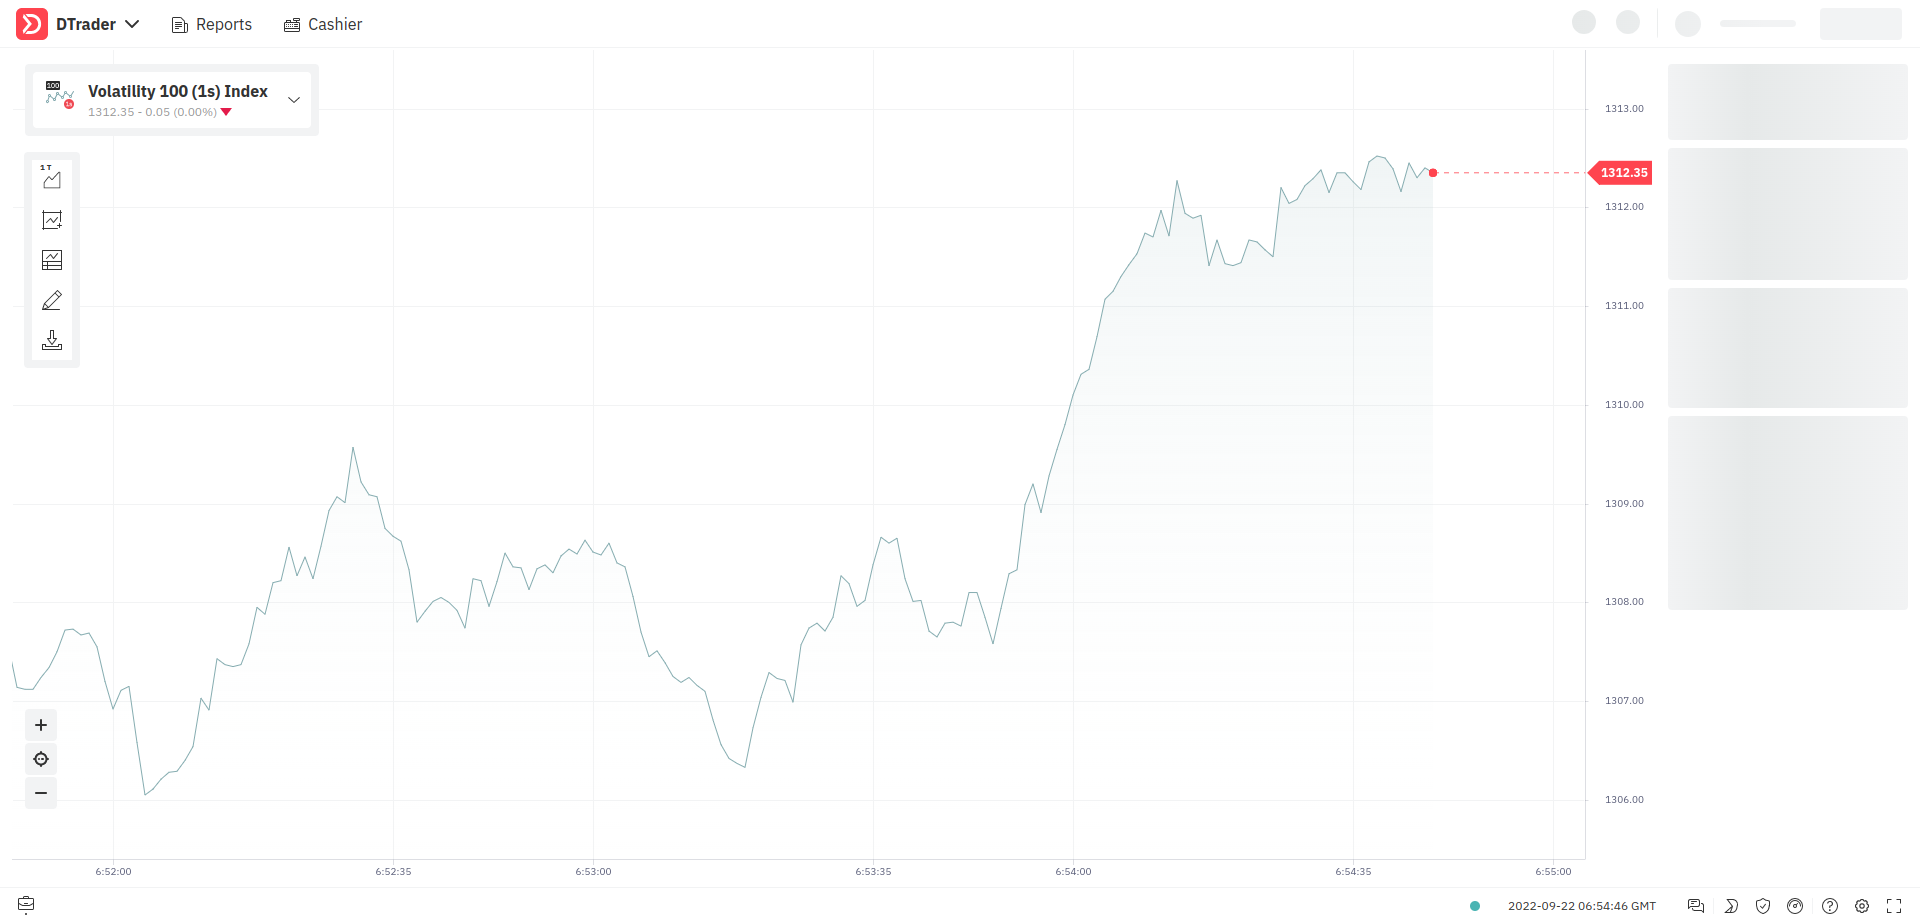 DTrader
Reports
Cashier
100
1s
Volatility 100 (1s) Index
1312.35 - 0.05 (0.00%)
1T
1313.00
1312.35
1312.00
1311.00
1310.00
1309.00
1308.00
1307.00
1306.00
6:52:00
6:52:35
6:53:00
6:53:35
6:54:00
6:54:35
6:55:00
2022-09-22 06:54:46 GMT